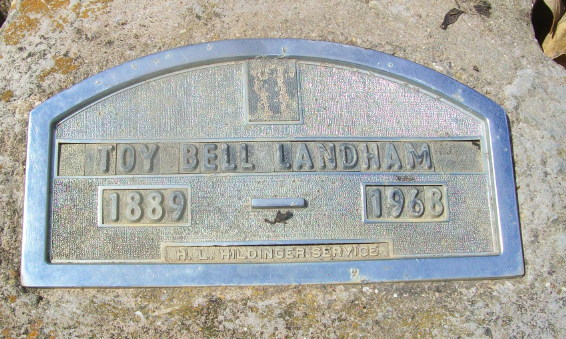 TOY BELL LANDHAM
1889 – 1968
H. L. HILDINGER SERVICE